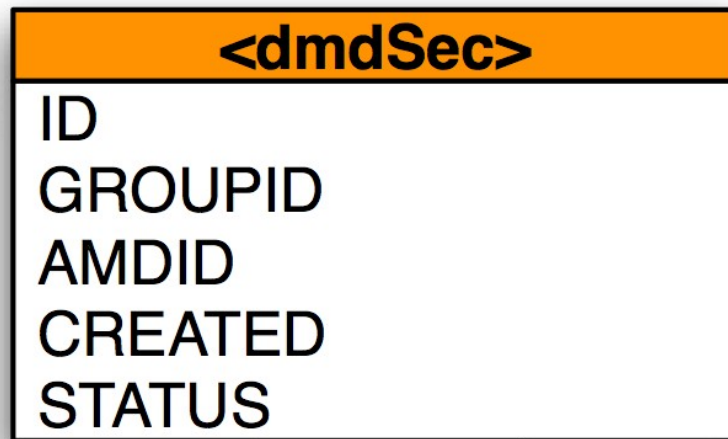 <dmdSec>
ID
GROUPID
AMDID
CREATED
STATUS